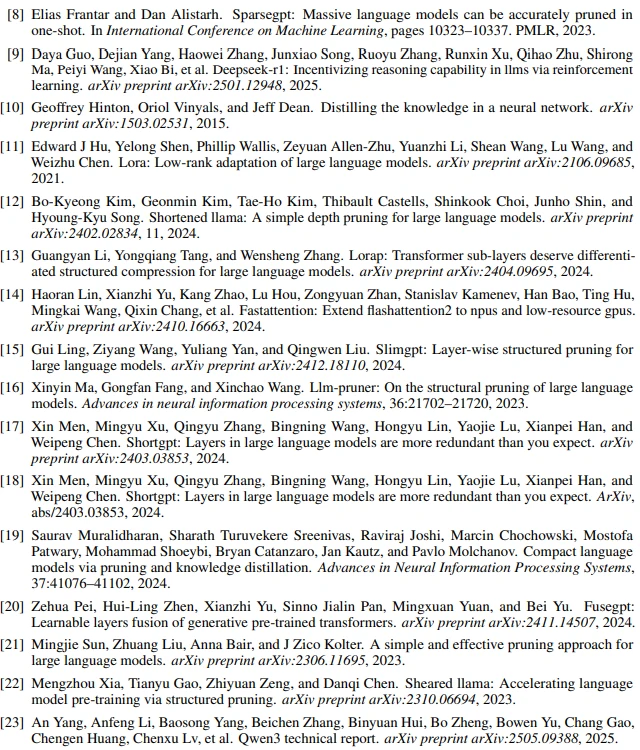 [8] Elias Frantar and Dan Alistarh. Sparsegpt: Massive language models can be accurately pruned in
one-shot. In International Conference on Machine Learning, pages 10323–10337. PMLR, 2023.
[9] Daya Guo, Dejian Yang, Haowei Zhang, Junxiao Song, Ruoyu Zhang, Runxin Xu, Qihao Zhu, Shirong
Ma, Peiyi Wang, Xiao Bi, et al. Deepseek-r1: Incentivizing reasoning capability in llms via reinforcement
learning. arXiv preprint arXiv:2501.12948, 2025.
[10] Geoffrey Hinton, Oriol Vinyals, and Jeff Dean. Distilling the knowledge in a neural network. arXiv
preprint arXiv:1503.02531, 2015.
[11] Edward J Hu, Yelong Shen, Phillip Wallis, Zeyuan Allen-Zhu, Yuanzhi Li, Shean Wang, Lu Wang, and
Weizhu Chen. Lora: Low-rank adaptation of large language models. arXiv preprint arXiv:2106.09685,
2021.
[12] Bo-Kyeong Kim, Geonmin Kim, Tae-Ho Kim, Thibault Castells, Shinkook Choi, Junho Shin, and
Hyoung-Kyu Song. Shortened llama: A simple depth pruning for large language models. arXiv preprint
arXiv:2402.02834, 11, 2024.
[13] Guangyan Li, Yongqiang Tang, and Wensheng Zhang. Lorap: Transformer sub-layers deserve differenti-
ated structured compression for large language models. arXiv preprint arXiv:2404.09695, 2024.
[14] Haoran Lin, Xianzhi Yu, Kang Zhao, Lu Hou, Zongyuan Zhan, Stanislav Kamenev, Han Bao, Ting Hu,
Mingkai Wang, Qixin Chang, et al. Fastattention: Extend flashattention2 to npus and low-resource gpus.
arXiv preprint arXiv:2410.16663, 2024.
[15] Gui Ling, Ziyang Wang, Yuliang Yan, and Qingwen Liu. Slimgpt: Layer-wise structured pruning for
large language models. arXiv preprint arXiv:2412.18110, 2024.
[16] Xinyin Ma, Gongfan Fang, and Xinchao Wang. Llm-pruner: On the structural pruning of large language
models. Advances in neural information processing systems, 36:21702–21720, 2023.
[17] Xin Men, Mingyu Xu, Qingyu Zhang, Bingning Wang, Hongyu Lin, Yaojie Lu, Xianpei Han, and
Weipeng Chen. Shortgpt: Layers in large language models are more redundant than you expect. arXiv
preprint arXiv:2403.03853, 2024.
[18] Xin Men, Mingyu Xu, Qingyu Zhang, Bingning Wang, Hongyu Lin, Yaojie Lu, Xianpei Han, and
Weipeng Chen. Shortgpt: Layers in large language models are more redundant than you expect. ArXiv,
abs/2403.03853, 2024.
[19] Saurav Muralidharan, Sharath Turuvekere Sreenivas, Raviraj Joshi, Marcin Chochowski, Mostofa
Patwary, Mohammad Shoeybi, Bryan Catanzaro, Jan Kautz, and Pavlo Molchanov. Compact language
models via pruning and knowledge distillation. Advances in Neural Information Processing Systems,
37:41076–41102, 2024.
[20] Zehua Pei, Hui-Ling Zhen, Xianzhi Yu, Sinno Jialin Pan, Mingxuan Yuan, and Bei Yu. Fusegpt:
Learnable layers fusion of generative pre-trained transformers. arXiv preprint arXiv:2411.14507, 2024.
[21] Mingjie Sun, Zhuang Liu, Anna Bair, and J Zico Kolter. A simple and effective pruning approach for
large language models. arXiv preprint arXiv:2306.11695, 2023.
[22] Mengzhou Xia, Tianyu Gao, Zhiyuan Zeng, and Danqi Chen. Sheared llama: Accelerating language
model pre-training via structured pruning. arXiv preprint arXiv:2310.06694, 2023.
[23] An Yang, Anfeng Li, Baosong Yang, Beichen Zhang, Binyuan Hui, Bo Zheng, Bowen Yu, Chang Gao,
Chengen Huang, Chenxu Lv, et al. Qwen3 technical report. arXiv preprint arXiv:2505.09388, 2025.